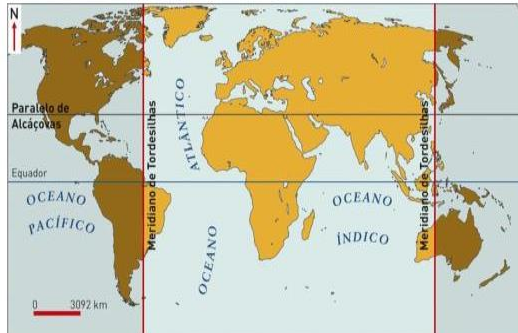 N
Paralelo de
Alcáçovas
Equador
OCEANO
PACÍFICO
Meridiano de Tordesilhas
ATLÂNTICO
OCEANO
OCEANO
ÍNDICO
Meridiano de Tordesilhas
0 3092 km